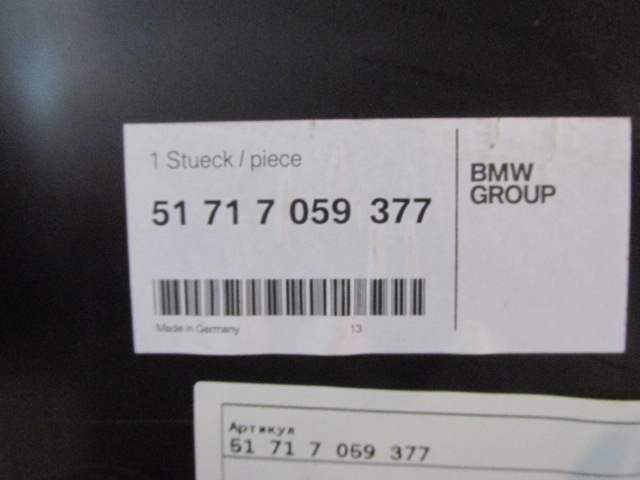 1 Stueck / piece
51 71 7 059 377
BMW
GROUP
Made in Germany 13
Артикул
51 71 7 059 377